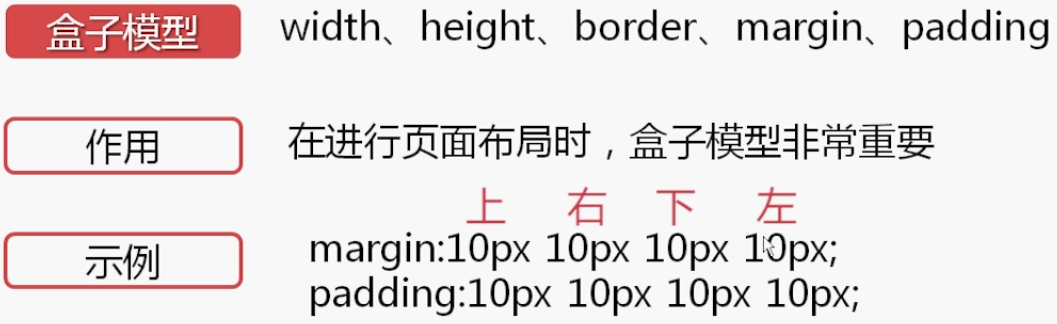 盒子模型 width、height、border、margin、padding
作用 在进行页面布局时，盒子模型非常重要
上 右 下 左
示例 margin:10px 10px 10px 10px;
padding:10px 10px 10px 10px;